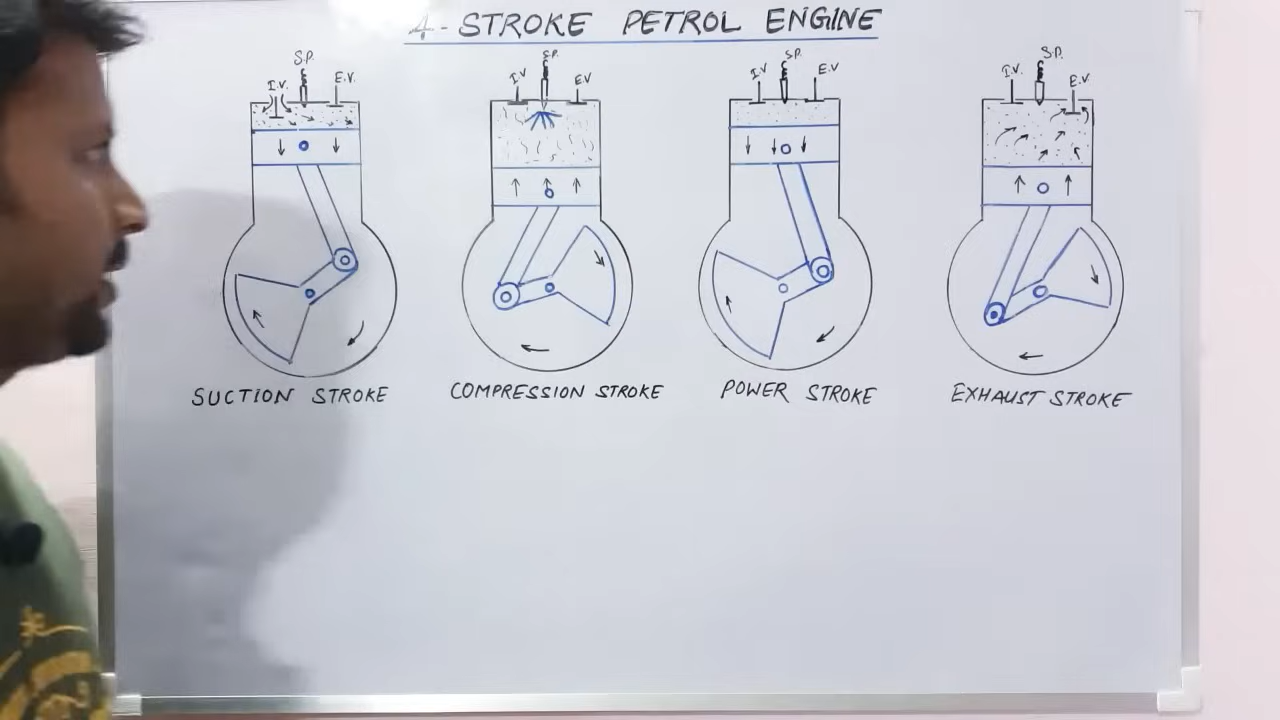 4-STROKE PETROL ENGINE
S.P.
I.V.
E.V.
S.P.
I.V
E.V
S.P.
I.V
E.V
S.P.
I.V.
E.V.
SUCTION STROKE
COMPRESSION STROKE
POWER STROKE
EXHAUST STROKE